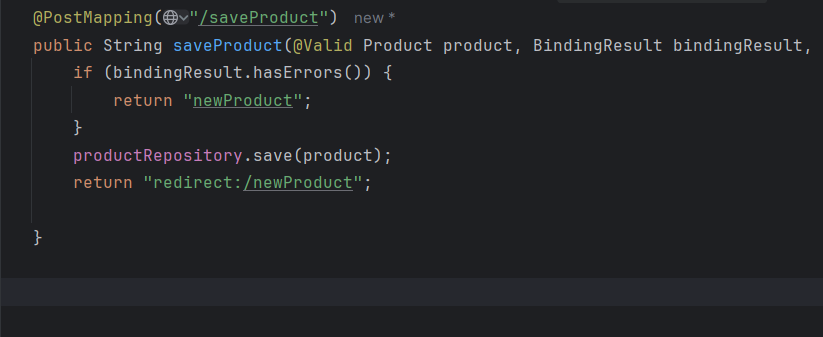 @PostMapping("/saveProduct") new *
public String saveProduct(@Valid Product product, BindingResult bindingResult,
if (bindingResult.hasErrors()) {
return "newProduct";
}
productRepository.save(product);
return "redirect:/newProduct";
}